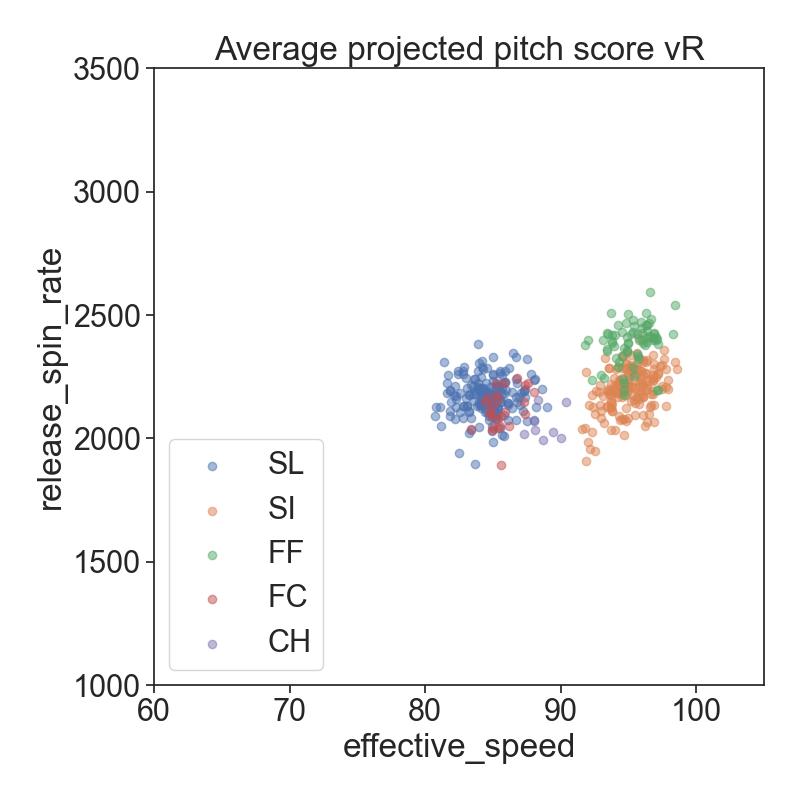 Average projected pitch score vR
3500
3000
2500
2000
1500
1000
release_spin_rate
SL
SI
FF
FC
CH
60
70
80
90
100
effective_speed